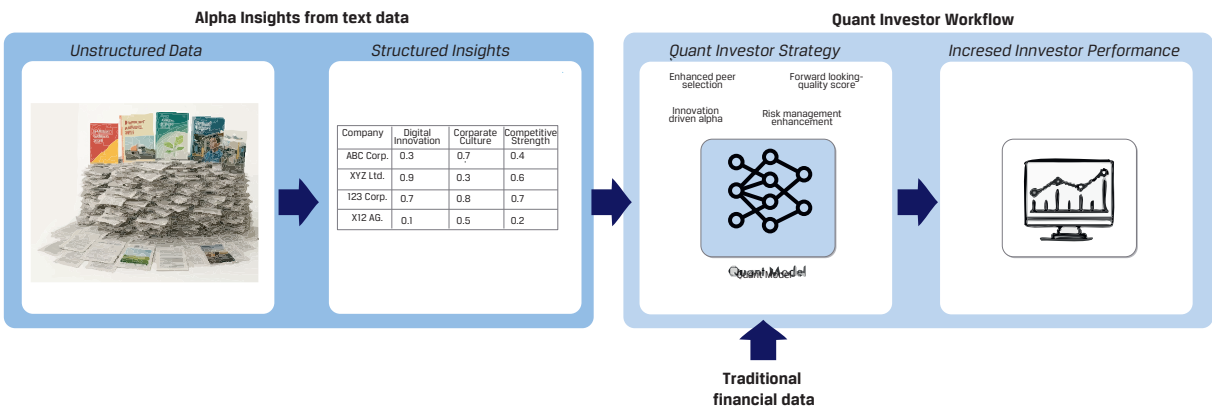 Alpha Insights from text data
Quant Investor Workflow
Unstructured Data
Structured Insights
Quant Investor Strategy
Incresed Innvestor Performance
Enhanced peer
selection
Forward looking-
quality score
Innovation
driven alpha
Risk management
enhancement
Company
Digital
Innovation
Corparate
Culture
Competitive
Strength
ABC Corp. 0.3 0.7 0.4
XYZ Ltd. 0.9 0.3 0.6
123 Corp. 0.7 0.8 0.7
X12 AG. 0.1 0.5 0.2
Quant Model
Quant Model
Traditional
financial data